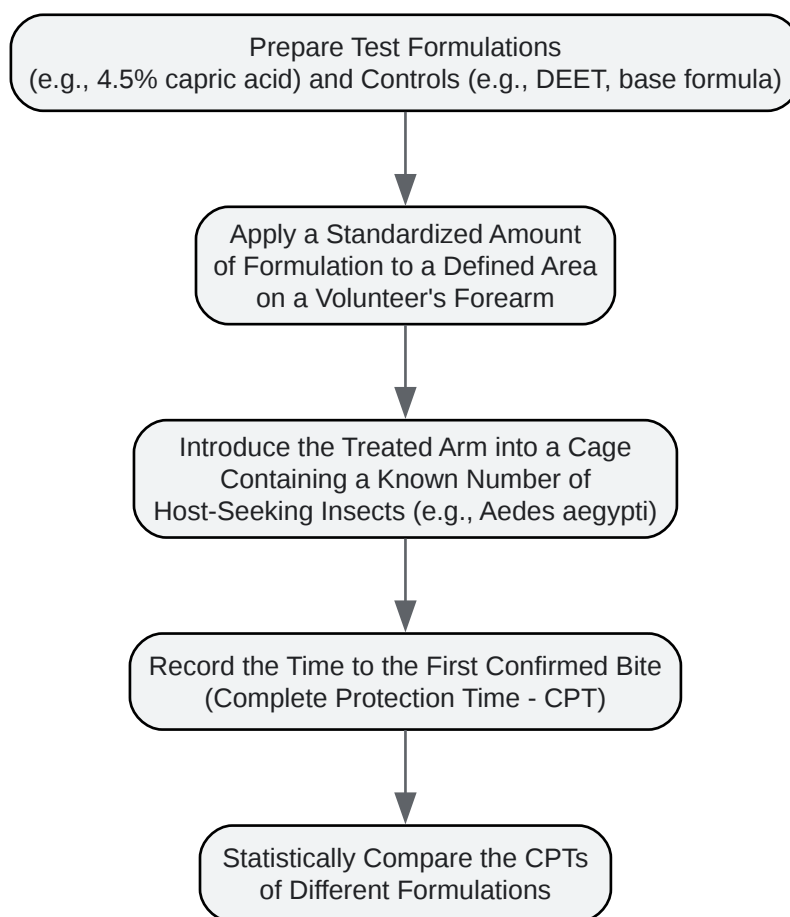 Prepare Test Formulations
(e.g., 4.5% capric acid) and Controls (e.g., DEET, base formula)
Apply a Standardized Amount
of Formulation to a Defined Area
on a Volunteer's Forearm
Introduce the Treated Arm into a Cage
Containing a Known Number of
Host-Seeking Insects (e.g., Aedes aegypti)
Record the Time to the First Confirmed Bite
(Complete Protection Time - CPT)
Statistically Compare the CPTs
of Different Formulations